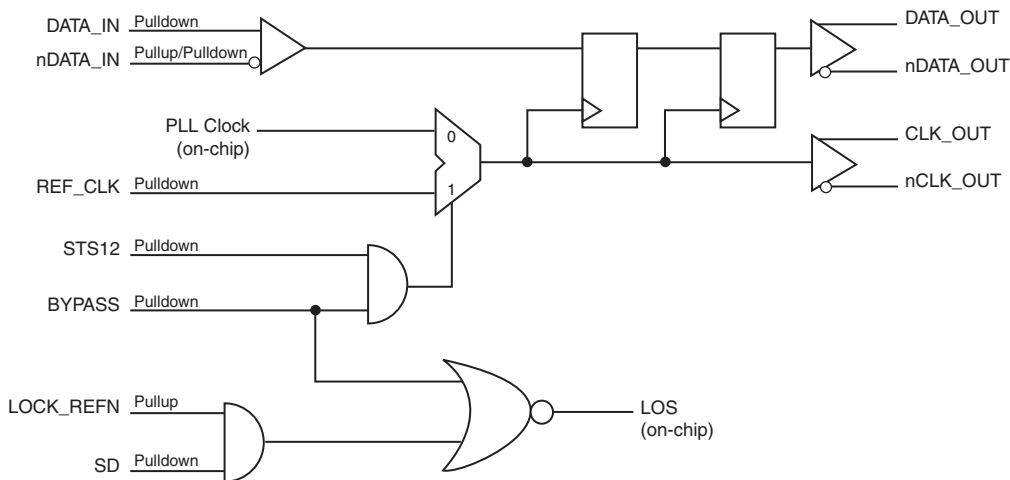 DATA_IN Pulldown
nDATA_IN Pullup/Pulldown
DATA_OUT
nDATA_OUT
PLL Clock
(on-chip)
0
REF_CLK Pulldown
1
CLK_OUT
nCLK_OUT
STS12 Pulldown
BYPASS Pulldown
LOCK_REFN Pullup
SD Pulldown
LOS
(on-chip)